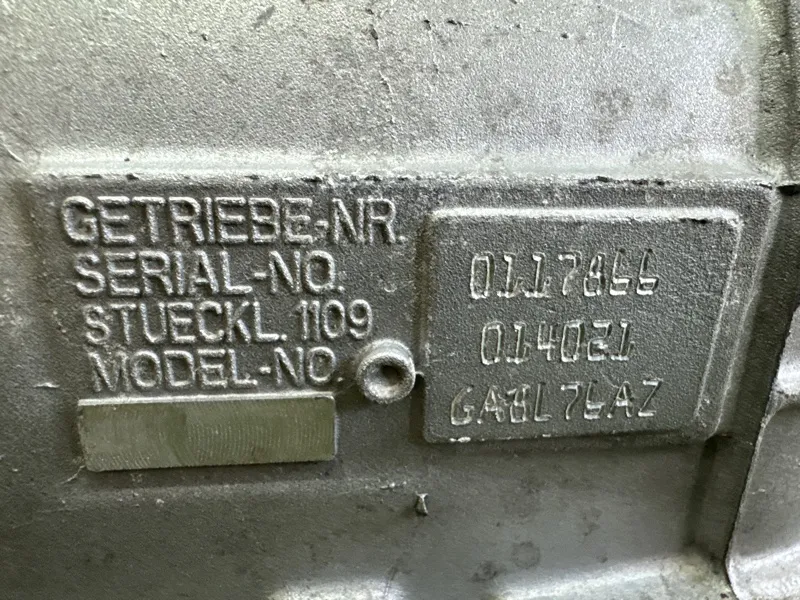 GETRIEBE-NR.
SERIAL-NO.
STUECKL. 1109
MODEL-NO.
0117866
014021
GA8L76AZ